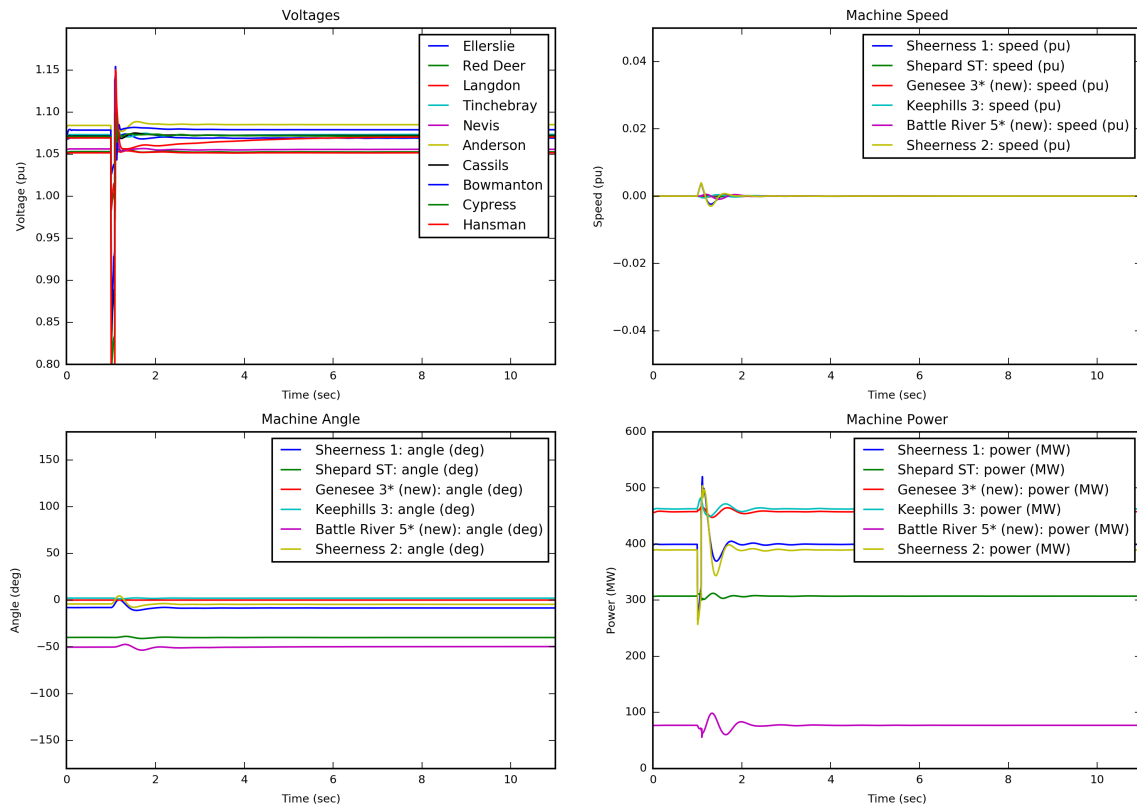 Voltages
1.15
1.10
1.05
1.00
0.95
0.90
0.85
0.80
Voltage (pu)
0 2 4 6 8 10
Time (sec)
Ellerslie
Red Deer
Langdon
Tinchebray
Nevis
Anderson
Cassils
Bowmanton
Cypress
Hansman
Machine Speed
0.04
0.02
0.00
−0.02
−0.04
Speed (pu)
0 2 4 6 8 10
Time (sec)
Sheerness 1: speed (pu)
Shepard ST: speed (pu)
Genesee 3* (new): speed (pu)
Keephills 3: speed (pu)
Battle River 5* (new): speed (pu)
Sheerness 2: speed (pu)
Machine Angle
150
100
50
0
−50
−100
−150
Angle (deg)
0 2 4 6 8 10
Time (sec)
Sheerness 1: angle (deg)
Shepard ST: angle (deg)
Genesee 3* (new): angle (deg)
Keephills 3: angle (deg)
Battle River 5* (new): angle (deg)
Sheerness 2: angle (deg)
Machine Power
600
500
400
300
200
100
0
Power (MW)
0 2 4 6 8 10
Time (sec)
Sheerness 1: power (MW)
Shepard ST: power (MW)
Genesee 3* (new): power (MW)
Keephills 3: power (MW)
Battle River 5* (new): power (MW)
Sheerness 2: power (MW)